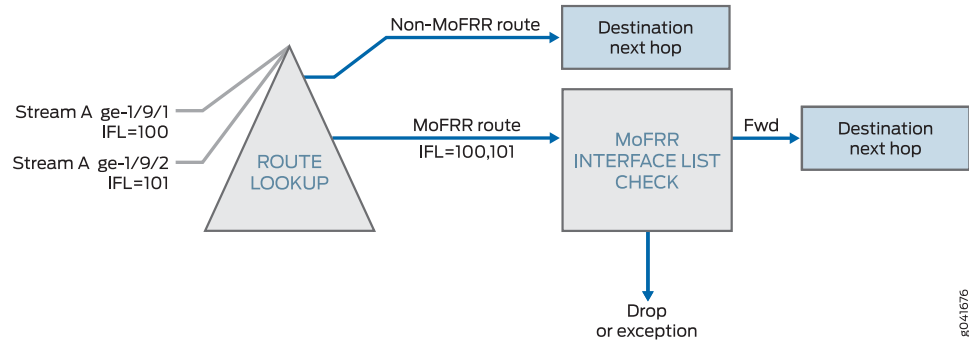 Non-MoFRR route
Destination
next hop
Stream A ge-1/9/1
IFL=100
Stream A ge-1/9/2
IFL=101
ROUTE
LOOKUP
MoFRR route
IFL=100,101
MoFRR
INTERFACE LIST
CHECK
Fwd
Destination
next hop
Drop
or exception
g041676